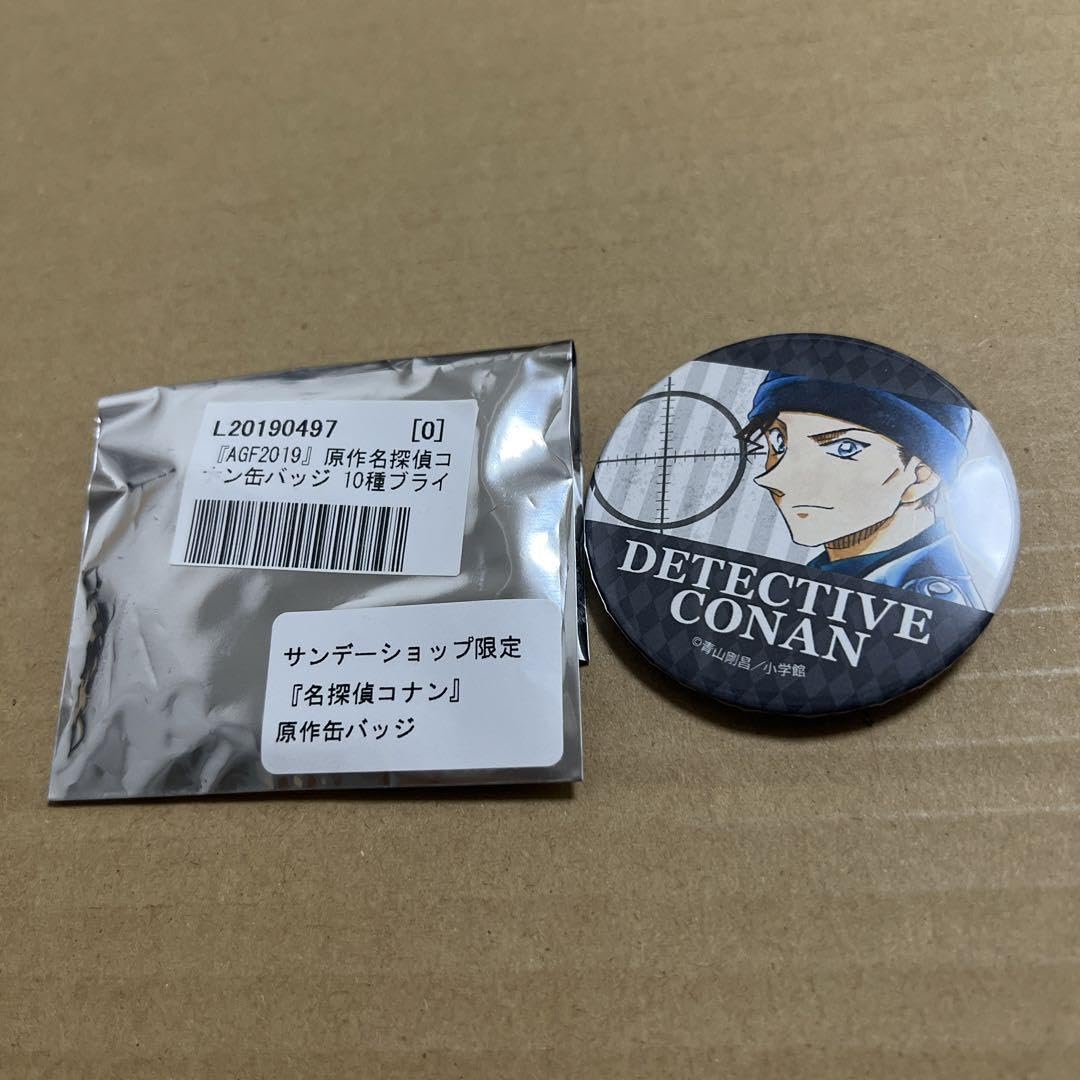 L20190497 [0]
『AGF2019』原作名探偵コ
ナン缶バッジ 10種ブライ
サンデーショップ限定
『名探偵コナン』
原作缶バッジ
DETECTIVE
CONAN
©青山剛昌／小学館